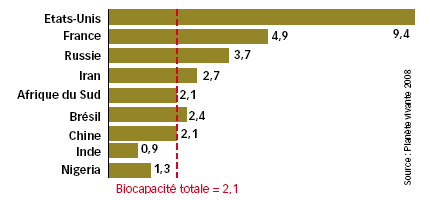 Etats-Unis 9,4
France 4,9
Russie 3,7
Iran 2,7
Afrique du Sud 2,1
Brésil 2,4
Chine 2,1
Inde 0,9
Nigeria 1,3
Biocapacité totale = 2,1
Source : Planète vivante 2008